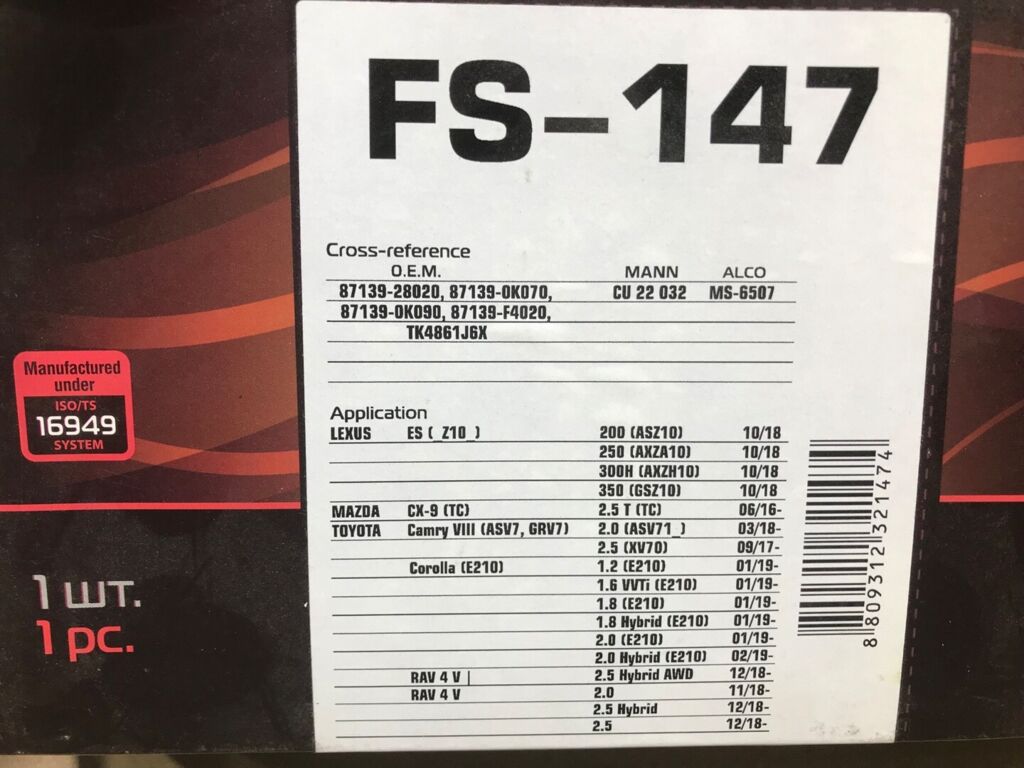 FS-147
Cross-reference
O.E.M. MANN ALCO
87139-28020, 87139-0K070, CU 22 032 MS-6507
87139-0K090, 87139-F4020,
TK4861J6X
Application
LEXUS ES (_Z10_) 200 (ASZ10) 10/18
250 (AXZA10) 10/18
300H (AXZH10) 10/18
350 (GSZ10) 10/18
MAZDA CX-9 (TC) 2.5 T (TC) 06/16-
TOYOTA Camry VIII (ASV7, GRV7) 2.0 (ASV71_) 03/18-
2.5 (XV70) 09/17-
Corolla (E210) 1.2 (E210) 01/19-
1.6 VVTi (E210) 01/19-
1.8 (E210) 01/19-
1.8 Hybrid (E210) 01/19-
2.0 (E210) 01/19-
2.0 Hybrid (E210) 02/19-
RAV 4 V | 2.5 Hybrid AWD 12/18-
RAV 4 V 2.0 11/18-
2.5 Hybrid 12/18-
2.5 12/18-
8 809312 321474
Manufactured
under
ISO/TS
16949
SYSTEM
1 шт.
1 pc.